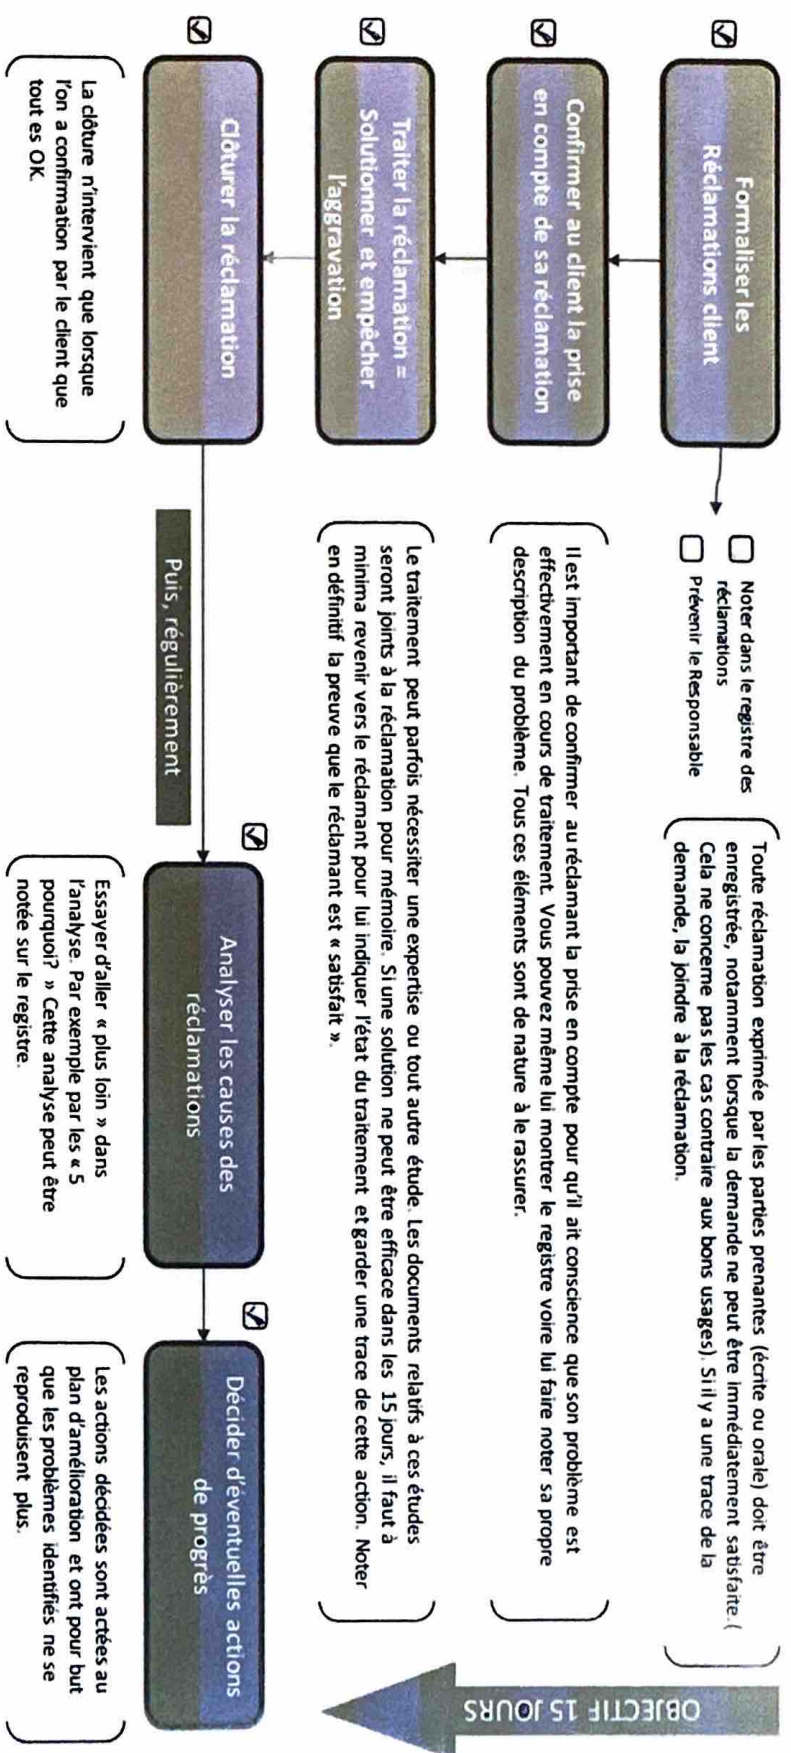 Formaliser les
Réclamations client
Noter dans le registre des
réclamations
Prévenir le Responsable
Toute réclamation exprimée par les parties prenantes (écrite ou orale) doit être
enregistrée, notamment lorsque la demande ne peut être immédiatement satisfaite. (
Cela ne concerne pas les cas contraire aux bons usages). Si il y a une trace de la
demande, la joindre à la réclamation.
Confirmer au client la prise
en compte de sa réclamation
Il est important de confirmer au réclamant la prise en compte pour qu'il ait conscience que son problème est
effectivement en cours de traitement. Vous pouvez même lui montrer le registre voire lui faire noter sa propre
description du problème. Tous ces éléments sont de nature à le rassurer.
Traiter la réclamation =
Solutionner et empêcher
l'aggravation
Le traitement peut parfois nécessiter une expertise ou tout autre étude. Les documents relatifs à ces études
seront joints à la réclamation pour mémoire. Si une solution ne peut être efficace dans les 15 jours, il faut à
minima revenir vers le réclamant pour lui indiquer l'état du traitement et garder une trace de cette action. Noter
en définitif la preuve que le réclamant est « satisfait ».
OBJECTIF 15 JOURS
Clôturer la réclamation
Puis, régulièrement
Analyser les causes des
réclamations
Décider d'éventuelles actions
de progrès
La clôture n'intervient que lorsque
l'on a confirmation par le client que
tout es OK.
Essayer d'aller « plus loin » dans
l'analyse. Par exemple par les « 5
pourquoi? » Cette analyse peut être
notée sur le registre.
Les actions décidées sont actées au
plan d'amélioration et ont pour but
que les problèmes identifiés ne se
reproduisent plus.